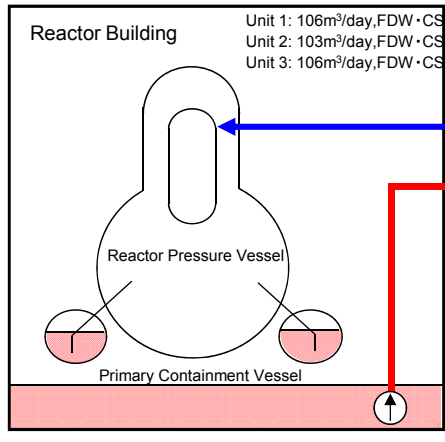 Reactor Building
Unit 1: 106m³/day,FDW・CS
Unit 2: 103m³/day,FDW・CS
Unit 3: 106m³/day,FDW・CS
Reactor Pressure Vessel
Primary Containment Vessel